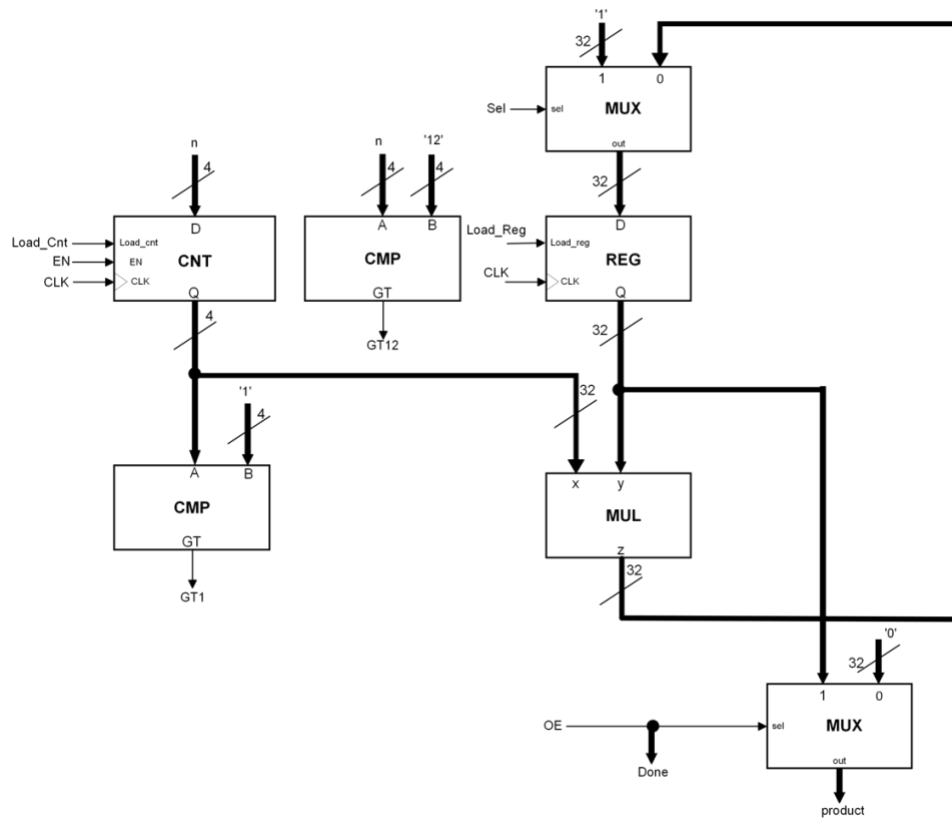 '1'
32
1 0
Sel
sel
MUX
out
n
4
n
'12'
4
4
32
D
Load_Cnt
Load_cnt
EN
EN
CNT
CLK
CLK
Q
A B
CMP
GT
GT12
D
Load_Reg
Load_reg
REG
CLK
CLK
Q
4
32
'1'
4
32
A B
CMP
GT
GT1
x y
MUL
z
32
'0'
32
1 0
OE
sel
MUX
out
Done
product